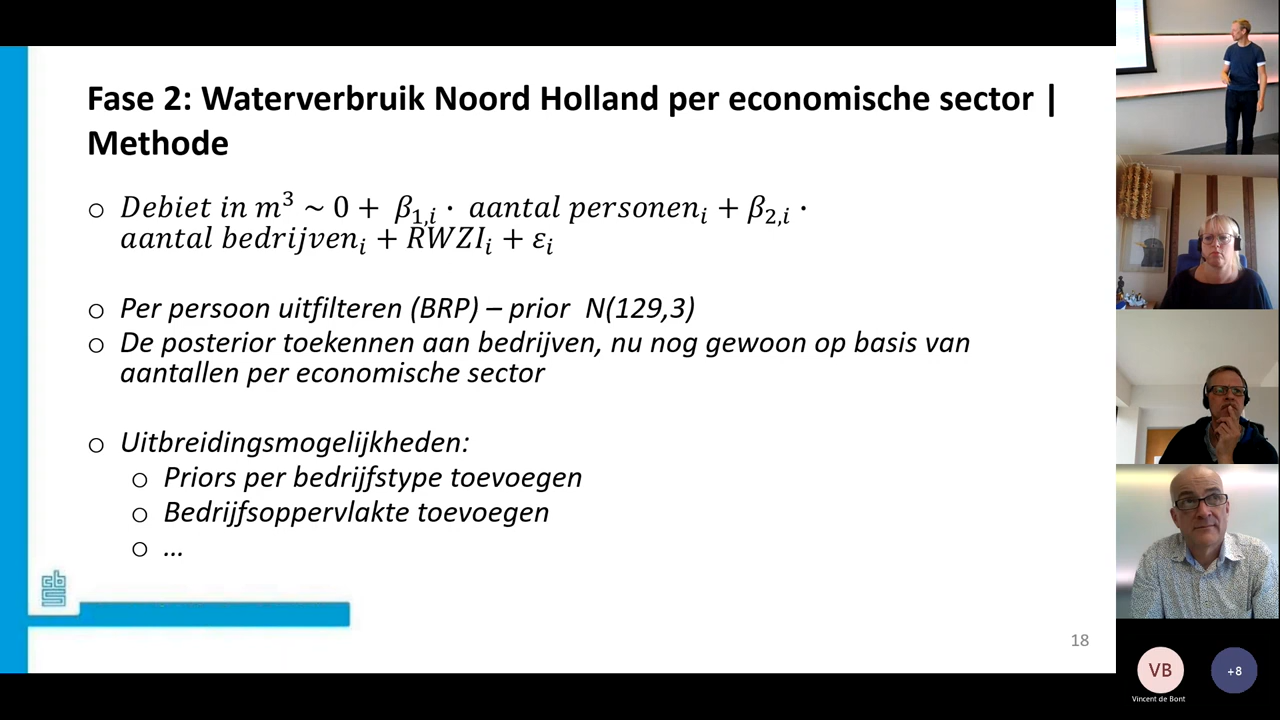 Fase 2: Waterverbruik Noord Holland per economische sector |
Methode
○ Debiet in m³ ~ 0 + β₁,ᵢ · aantal personenᵢ + β₂,ᵢ ·
aantal bedrijvenᵢ + RWZIᵢ + εᵢ
○ Per persoon uitfilteren (BRP) – prior N(129,3)
○ De posterior toekennen aan bedrijven, nu nog gewoon op basis van
aantallen per economische sector
○ Uitbreidingsmogelijkheden:
○ Priors per bedrijfstype toevoegen
○ Bedrijfsoppervlakte toevoegen
○ ...
cbs
18
VB
+8
Vincent de Bont